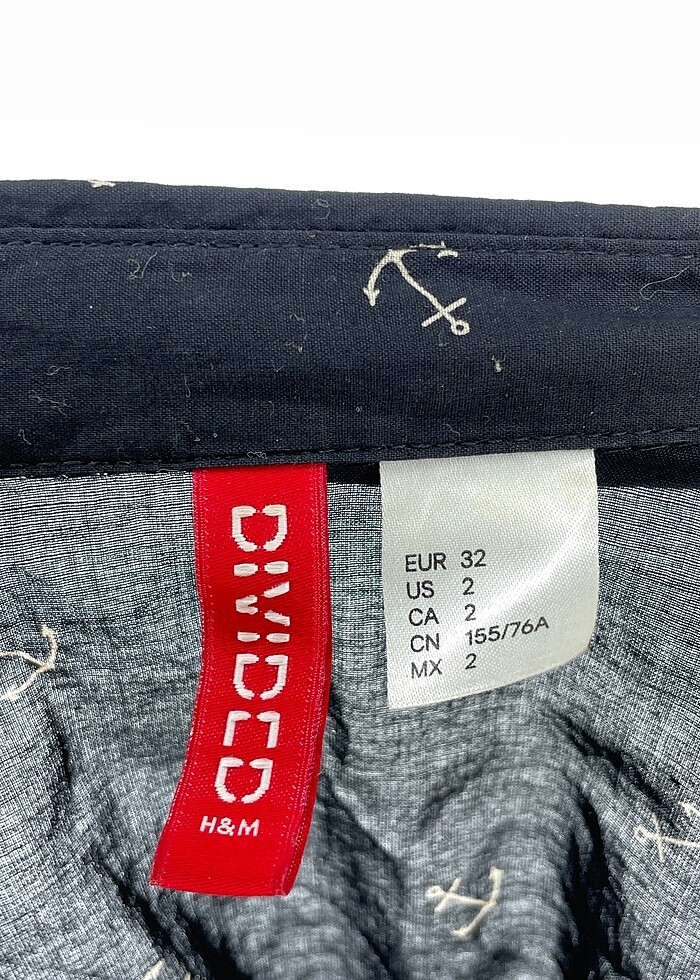 DIVIDED
H&M
EUR 32
US 2
CA 2
CN 155/76A
MX 2